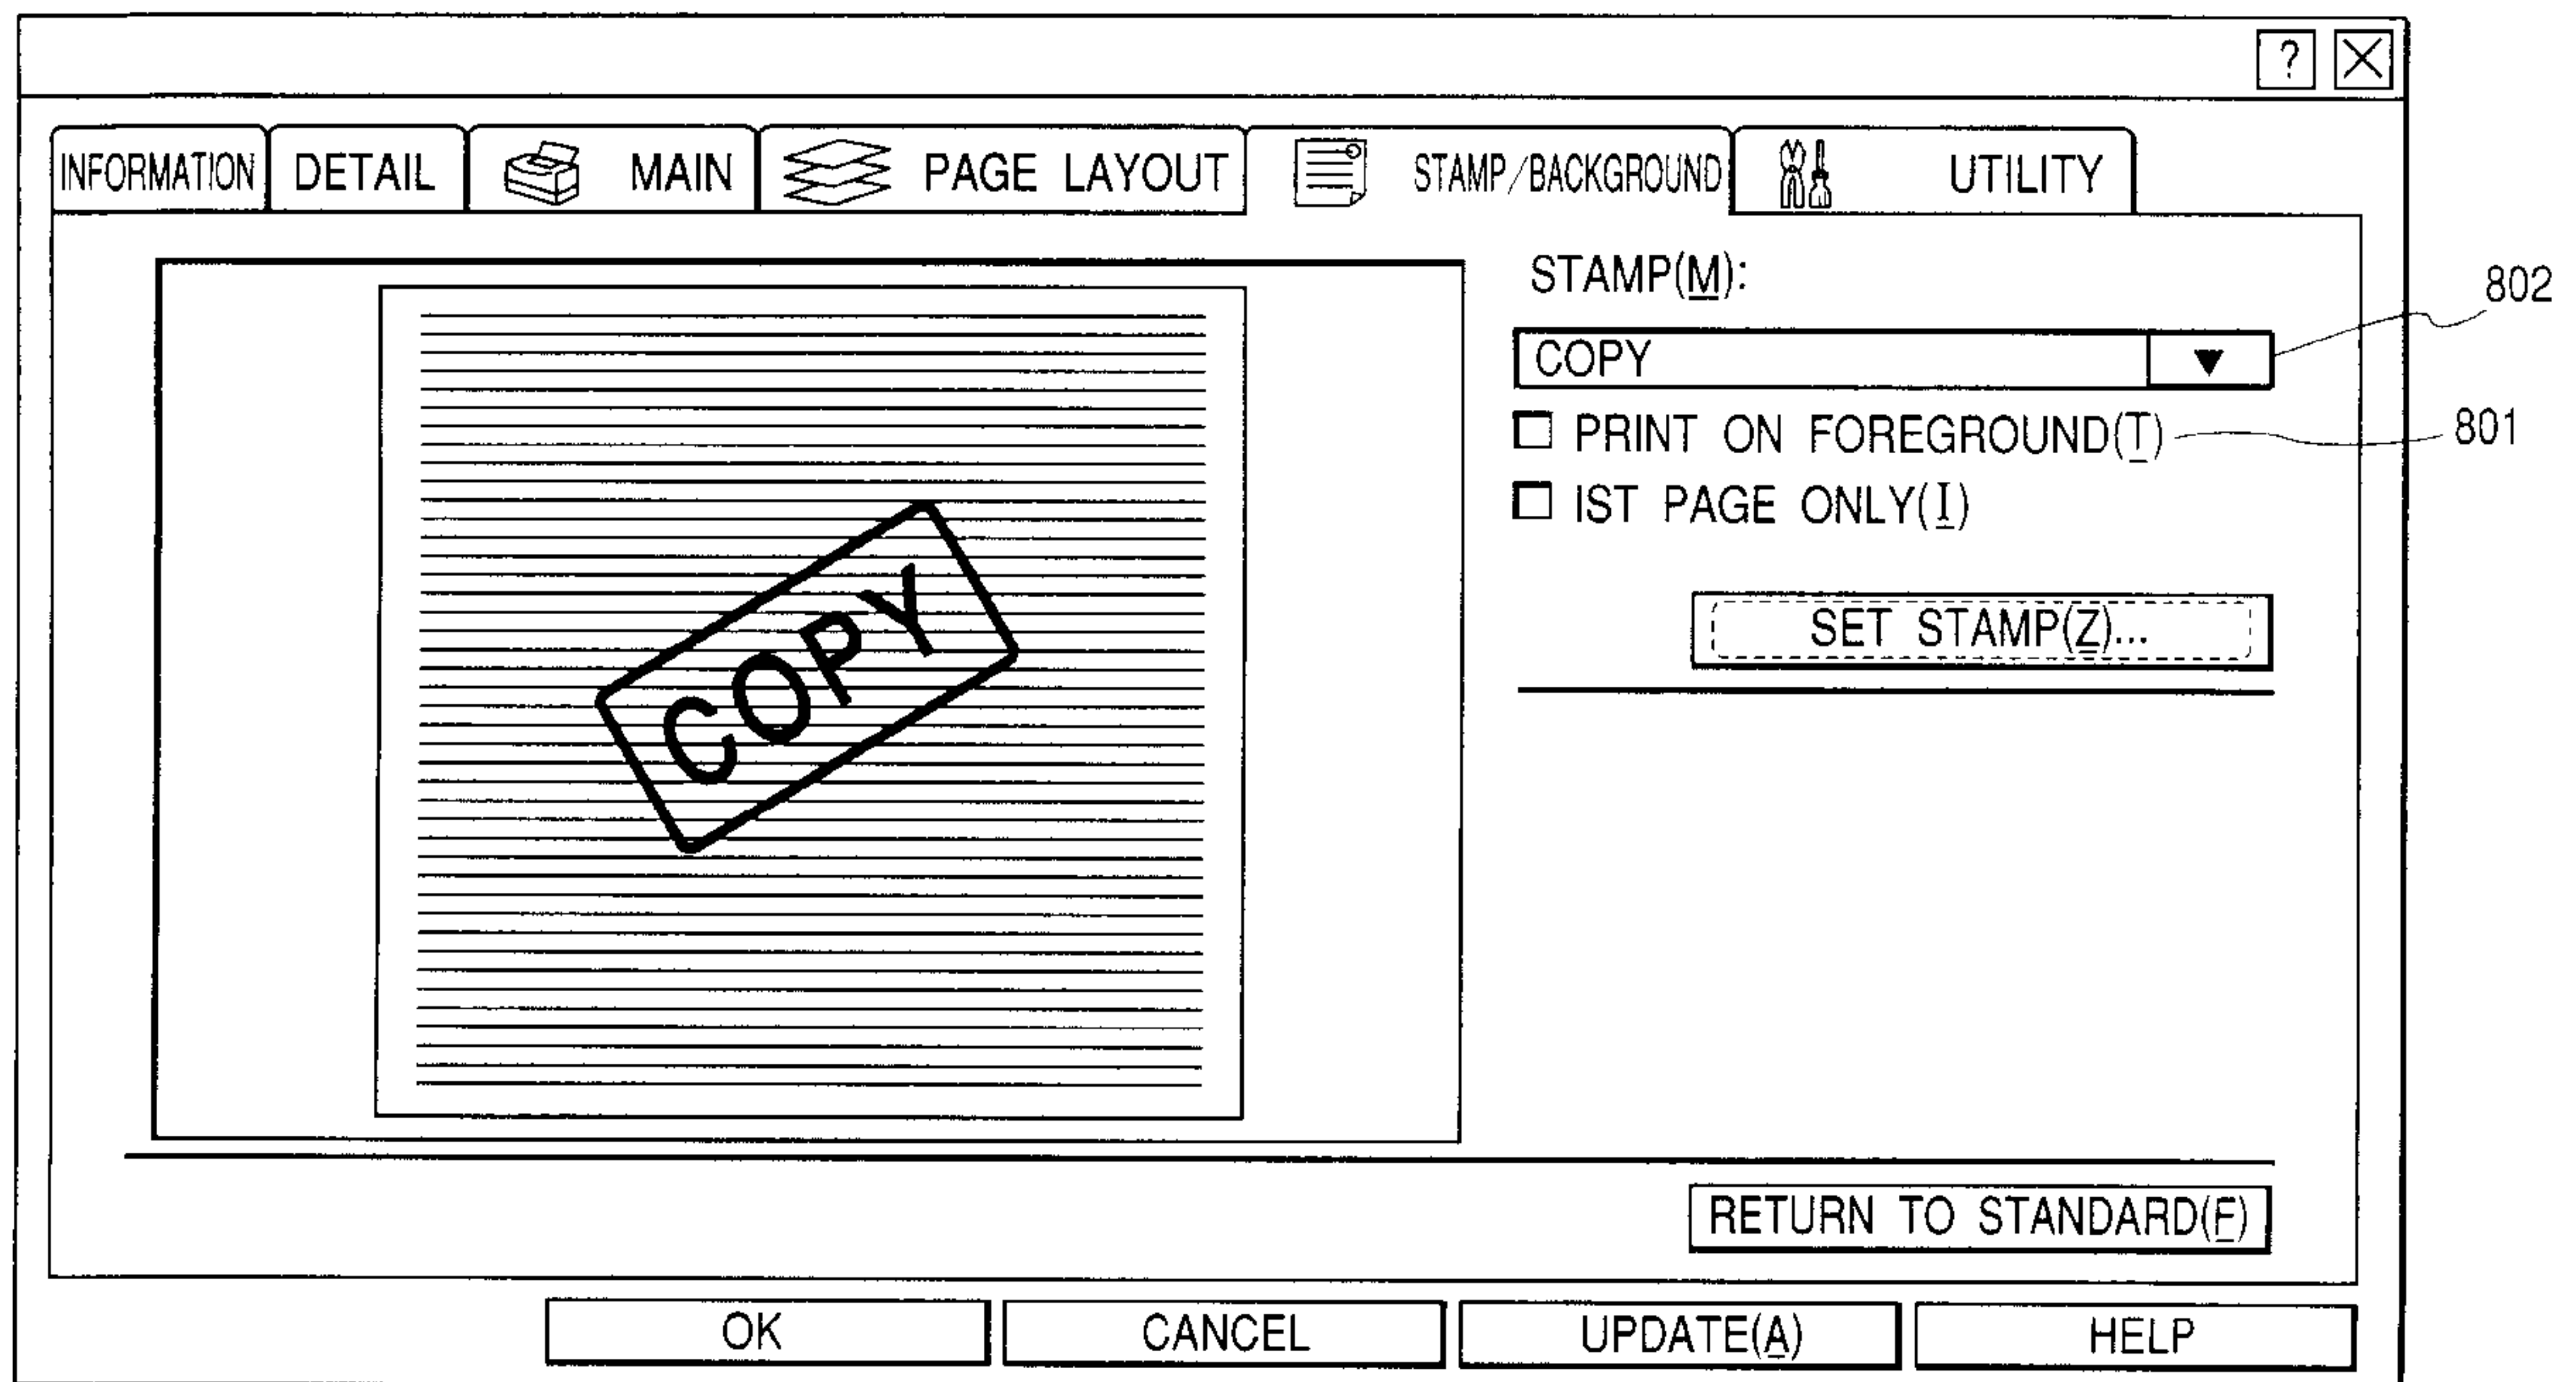 ?
INFORMATION DETAIL MAIN PAGE LAYOUT STAMP/BACKGROUND UTILITY
STAMP(M):
802
COPY
PRINT ON FOREGROUND(T)
801
IST PAGE ONLY(I)
SET STAMP(Z)...
COPY
RETURN TO STANDARD(F)
OK CANCEL UPDATE(A) HELP